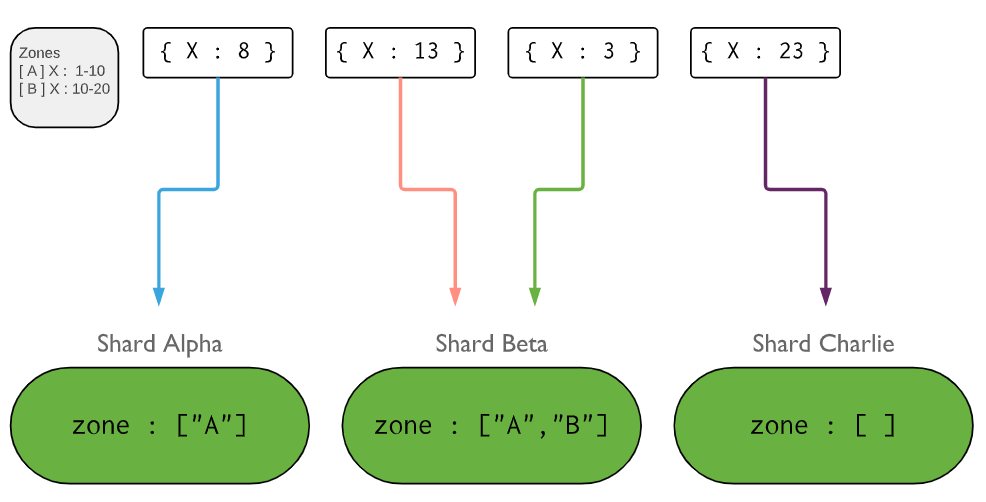 Zones
[ A ] X : 1-10
[ B ] X : 10-20
{ X : 8 }
{ X : 13 }
{ X : 3 }
{ X : 23 }
Shard Alpha
Shard Beta
Shard Charlie
zone : ["A"]
zone : ["A","B"]
zone : [ ]